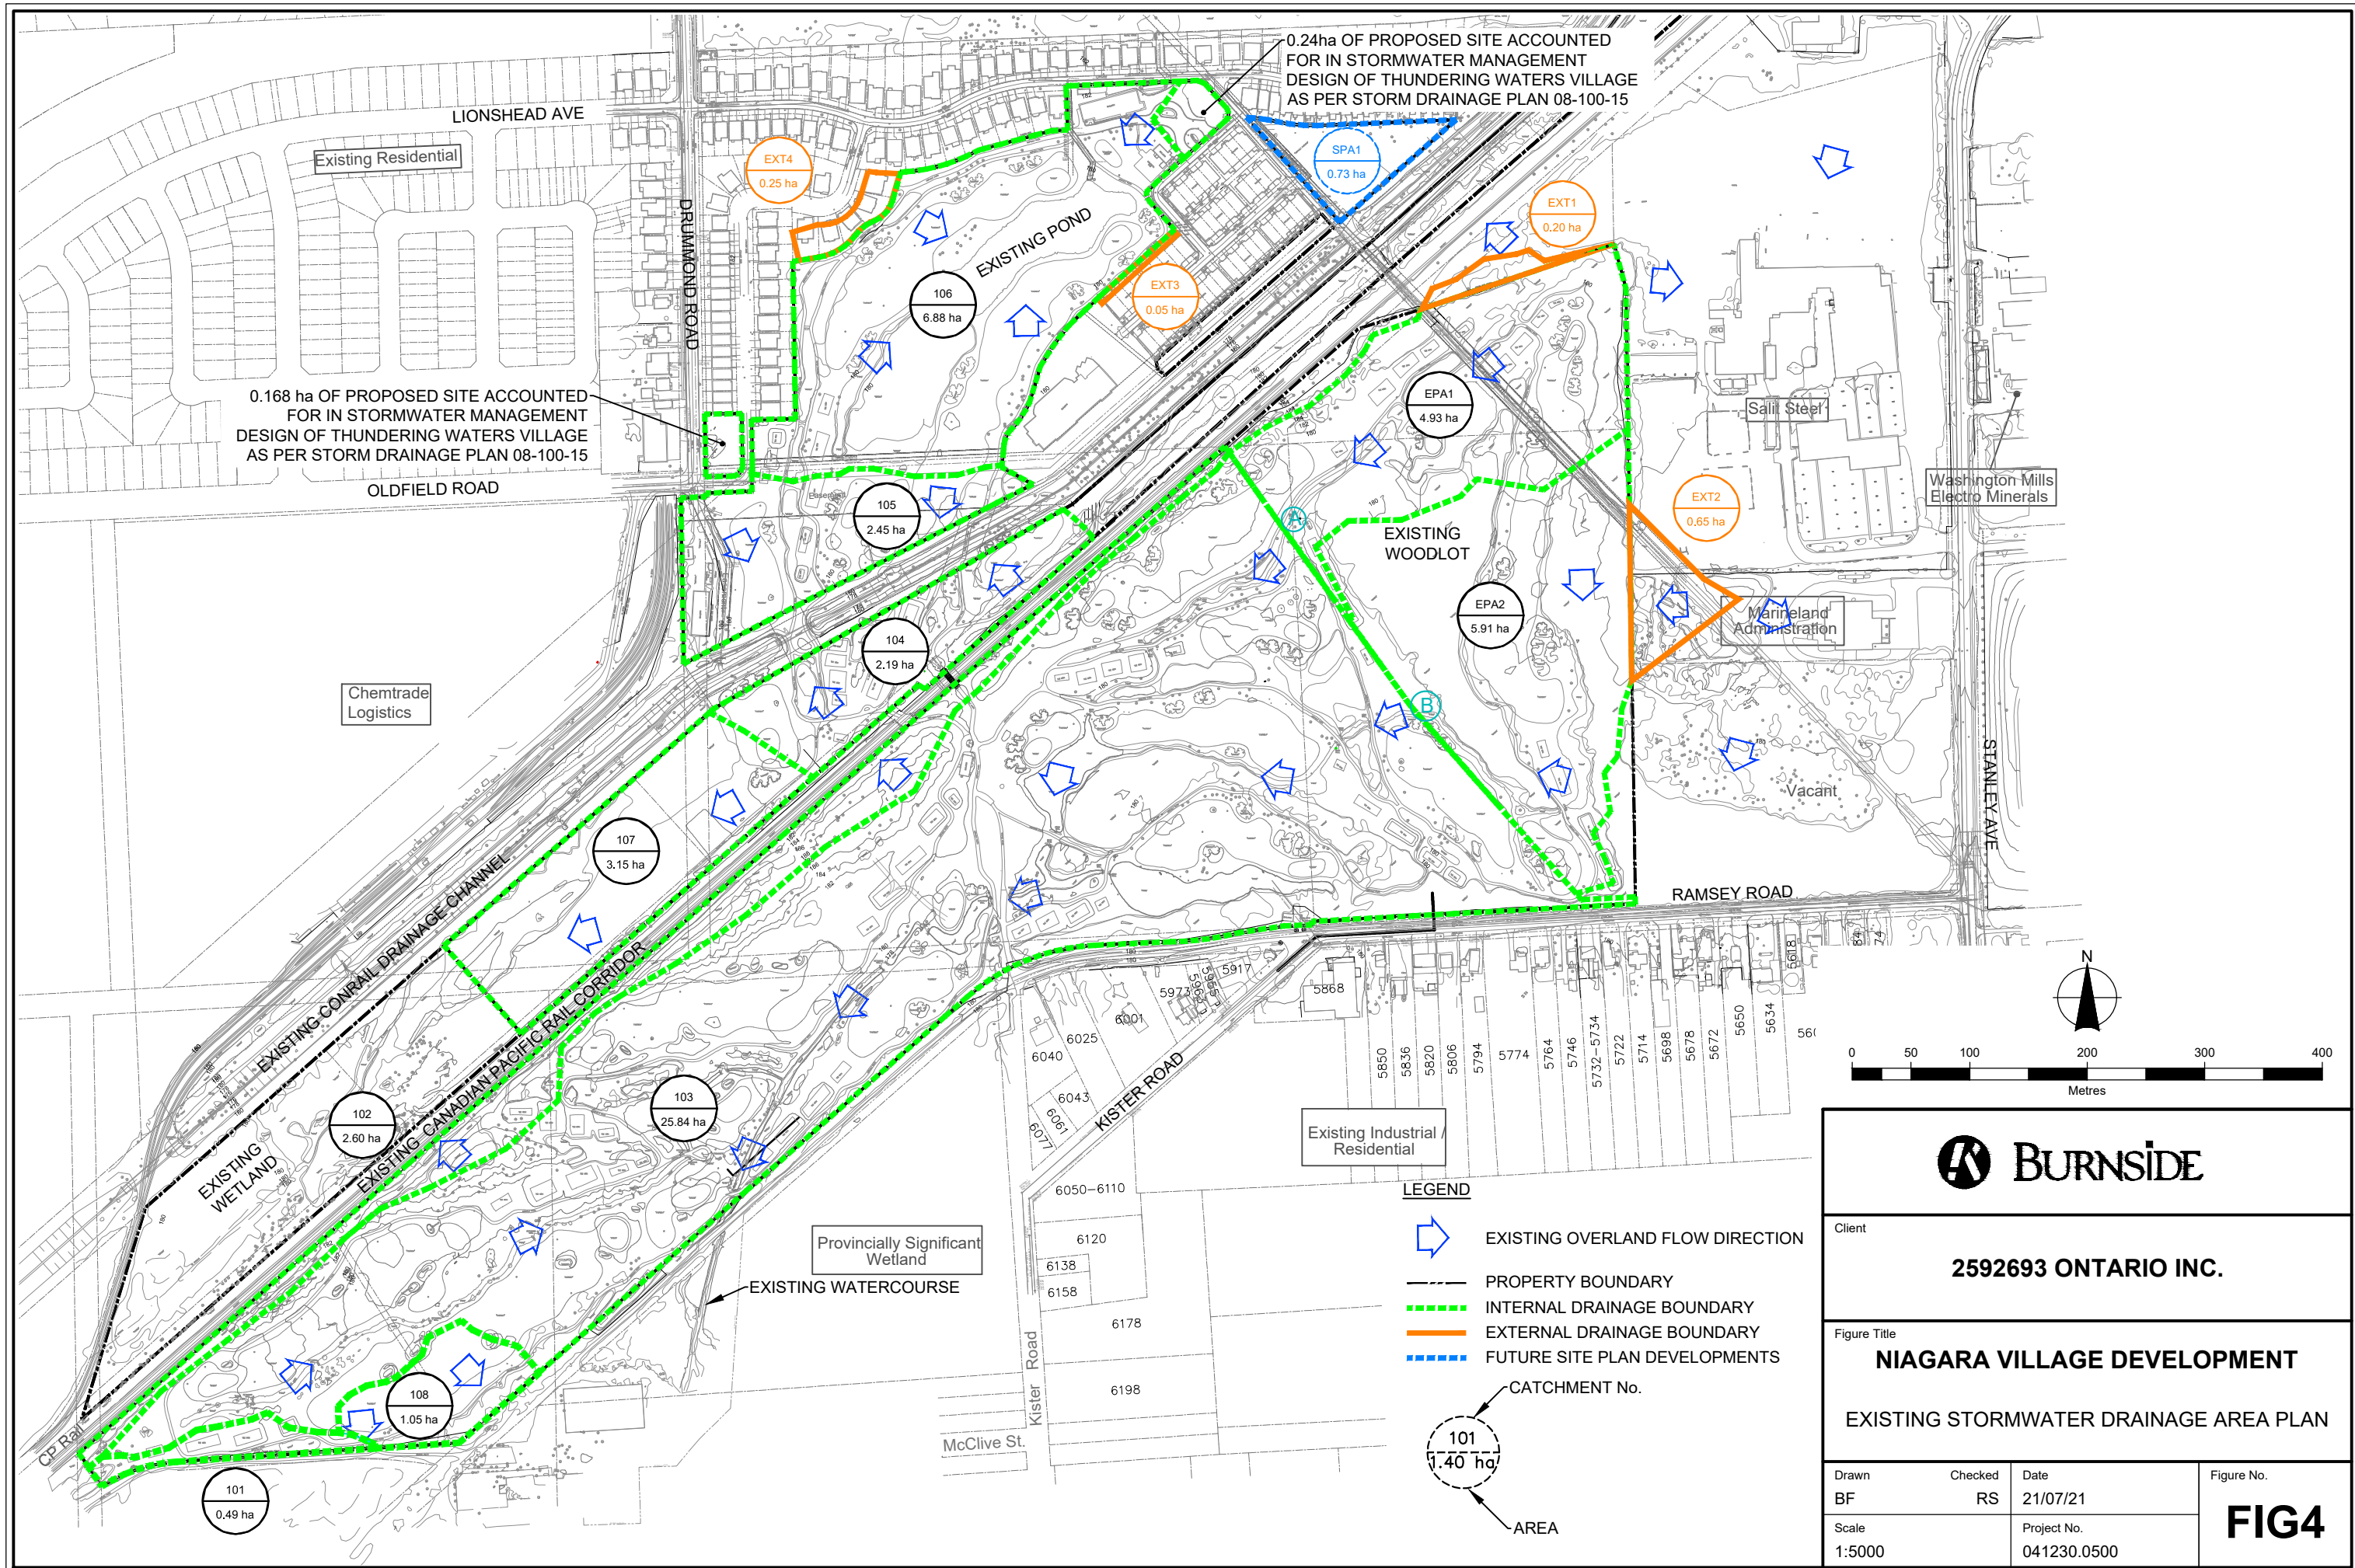 0.24ha OF PROPOSED SITE ACCOUNTED
FOR IN STORMWATER MANAGEMENT
DESIGN OF THUNDERING WATERS VILLAGE
AS PER STORM DRAINAGE PLAN 08-100-15
LIONSHEAD AVE
Existing Residential
EXT4
0.25 ha
SPA1
0.73 ha
EXT1
0.20 ha
DRUMMOND ROAD
EXISTING POND
106
6.88 ha
EXT3
0.05 ha
0.168 ha OF PROPOSED SITE ACCOUNTED
FOR IN STORMWATER MANAGEMENT
DESIGN OF THUNDERING WATERS VILLAGE
AS PER STORM DRAINAGE PLAN 08-100-15
OLDFIELD ROAD
EPA1
4.93 ha
Salit Steel
Washington Mills
Electro Minerals
EXT2
0.65 ha
Easement
105
2.45 ha
A
EXISTING
WOODLOT
EPA2
5.91 ha
Marineland
Administration
104
2.19 ha
Chemtrade
Logistics
B
Vacant
STANLEY AVE
107
3.15 ha
RAMSEY ROAD
EXISTING CONRAIL DRAINAGE CHANNEL
EXISTING CANADIAN PACIFIC RAIL CORRIDOR
102
2.60 ha
103
25.84 ha
EXISTING
WETLAND
5917
5973
5868
6001
6025
6040
6043
6061
6077
KISTER ROAD
5850
5836
5820
5806
5794
5774
5764
5746
5732-5734
5722
5714
5698
5678
5672
5650
5634
5618
84
74
Existing Industrial /
Residential
6050-6110
6120
6138
6158
6178
6198
Kister Road
McClive St.
Provincially Significant
Wetland
EXISTING WATERCOURSE
108
1.05 ha
101
0.49 ha
CP Rail
N
0 50 100 200 300 400
Metres
LEGEND
EXISTING OVERLAND FLOW DIRECTION
PROPERTY BOUNDARY
INTERNAL DRAINAGE BOUNDARY
EXTERNAL DRAINAGE BOUNDARY
FUTURE SITE PLAN DEVELOPMENTS
CATCHMENT No.
101
1.40 ha
AREA
BURNSIDE
Client
2592693 ONTARIO INC.
Figure Title
NIAGARA VILLAGE DEVELOPMENT
EXISTING STORMWATER DRAINAGE AREA PLAN
Drawn Checked Date Figure No.
BF RS 21/07/21
FIG4
Scale Project No.
1:5000 041230.0500